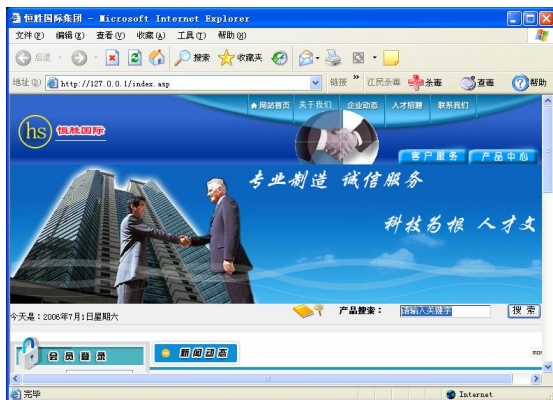 恒胜国际集团 - Microsoft Internet Explorer
文件(F) 编辑(E) 查看(V) 收藏(A) 工具(T) 帮助(H)
后退 搜索 收藏夹
地址(D) http://127.0.0.1/index.asp 链接 » 江民杀毒 杀毒 查毒 帮助
网站首页 关于我们 企业动态 人才招聘 联系我们
hs 恒胜国际
客户服务 产品中心
专业制造 诚信服务
科技为根 人才文
今天是：2006年7月1日星期六 产品搜索： 请输入关键字 搜索
会员登录 新闻动态
完毕 Internet